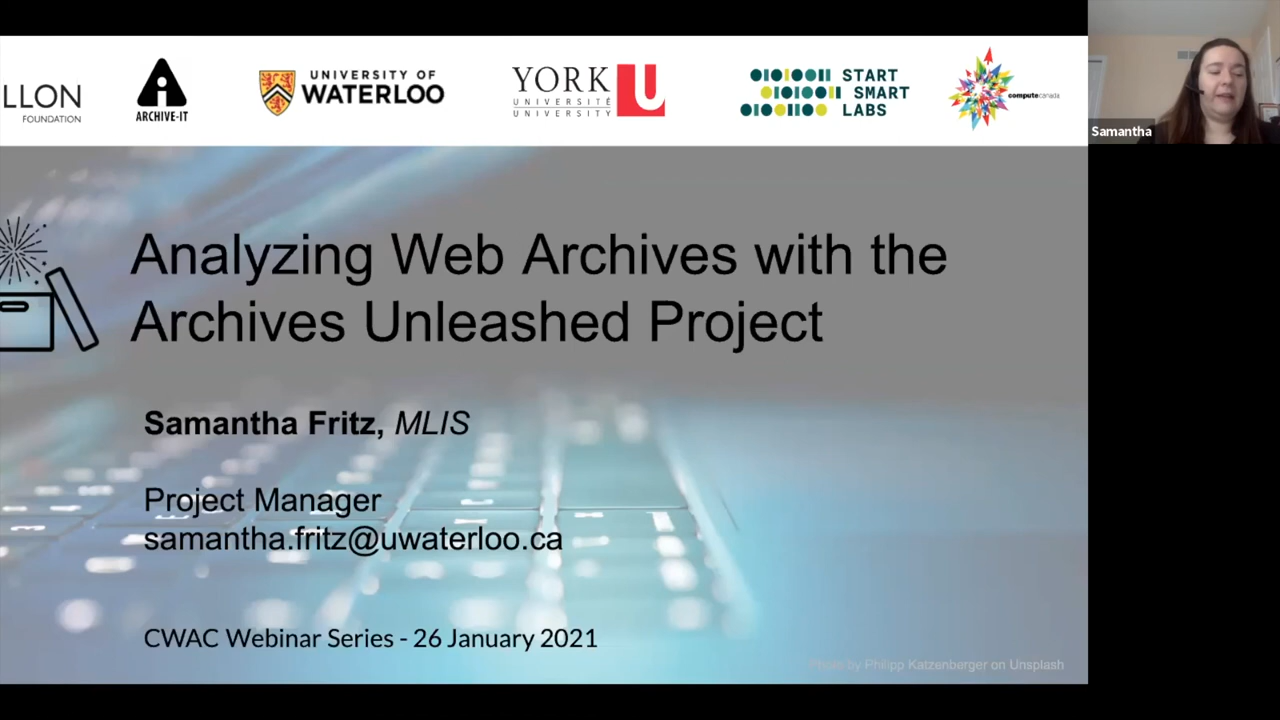 LLON
FOUNDATION
ARCHIVE-IT
UNIVERSITY OF
WATERLOO
YORK
UNIVERSITÉ
UNIVERSITY
U
START
SMART
LABS
computecanada
Samantha
Analyzing Web Archives with the
Archives Unleashed Project
Samantha Fritz, MLIS
Project Manager
samantha.fritz@uwaterloo.ca
CWAC Webinar Series - 26 January 2021
Photo by Philipp Katzenberger on Unsplash